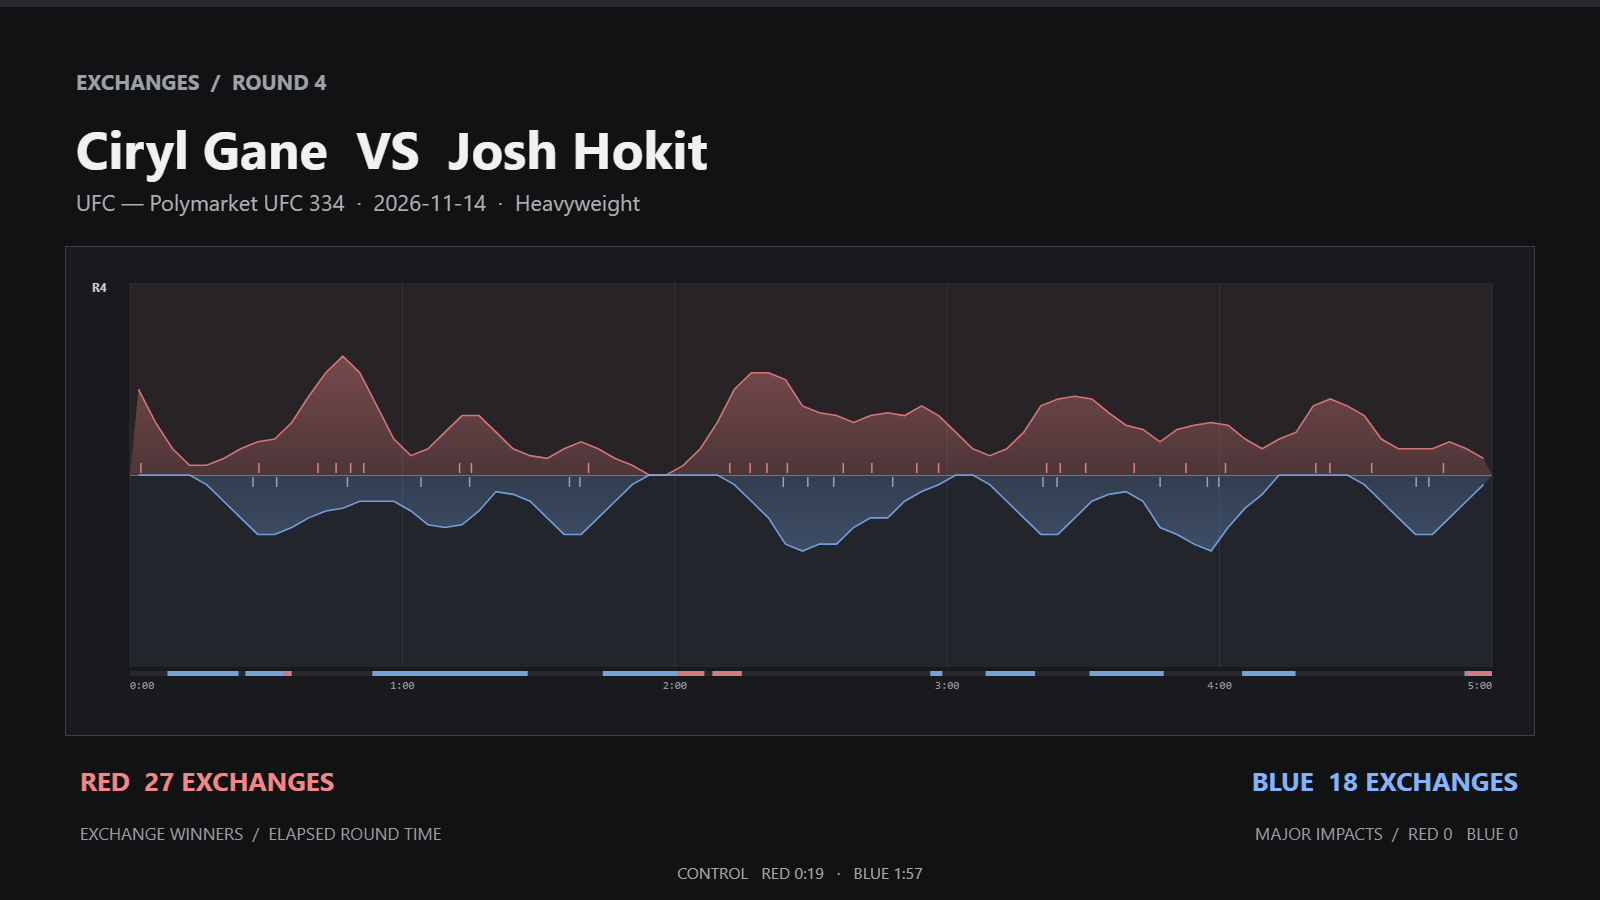 EXCHANGES / ROUND 4
Ciryl Gane VS Josh Hokit
UFC — Polymarket UFC 334 · 2026-11-14 · Heavyweight
R4
0:00 1:00 2:00 3:00 4:00 5:00
RED 27 EXCHANGES BLUE 18 EXCHANGES
EXCHANGE WINNERS / ELAPSED ROUND TIME MAJOR IMPACTS / RED 0 BLUE 0
CONTROL RED 0:19 · BLUE 1:57